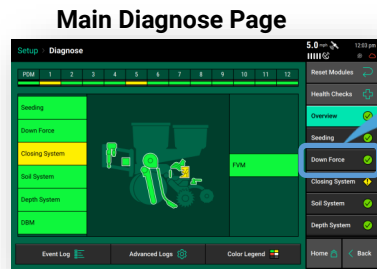 Main Diagnose Page
Setup Diagnose
5.0 mph
12:03 pm
PDM 1 2 3 4 5 6 7 8 9 10 11 12
Reset Modules
Health Checks
Overview
Seeding
Down Force
Closing System
Soil System
Depth System
DBM
FVM
Seeding
Down Force
Closing System
Soil System
Depth System
Event Log
Advanced Logs
Color Legend
Home
< Back